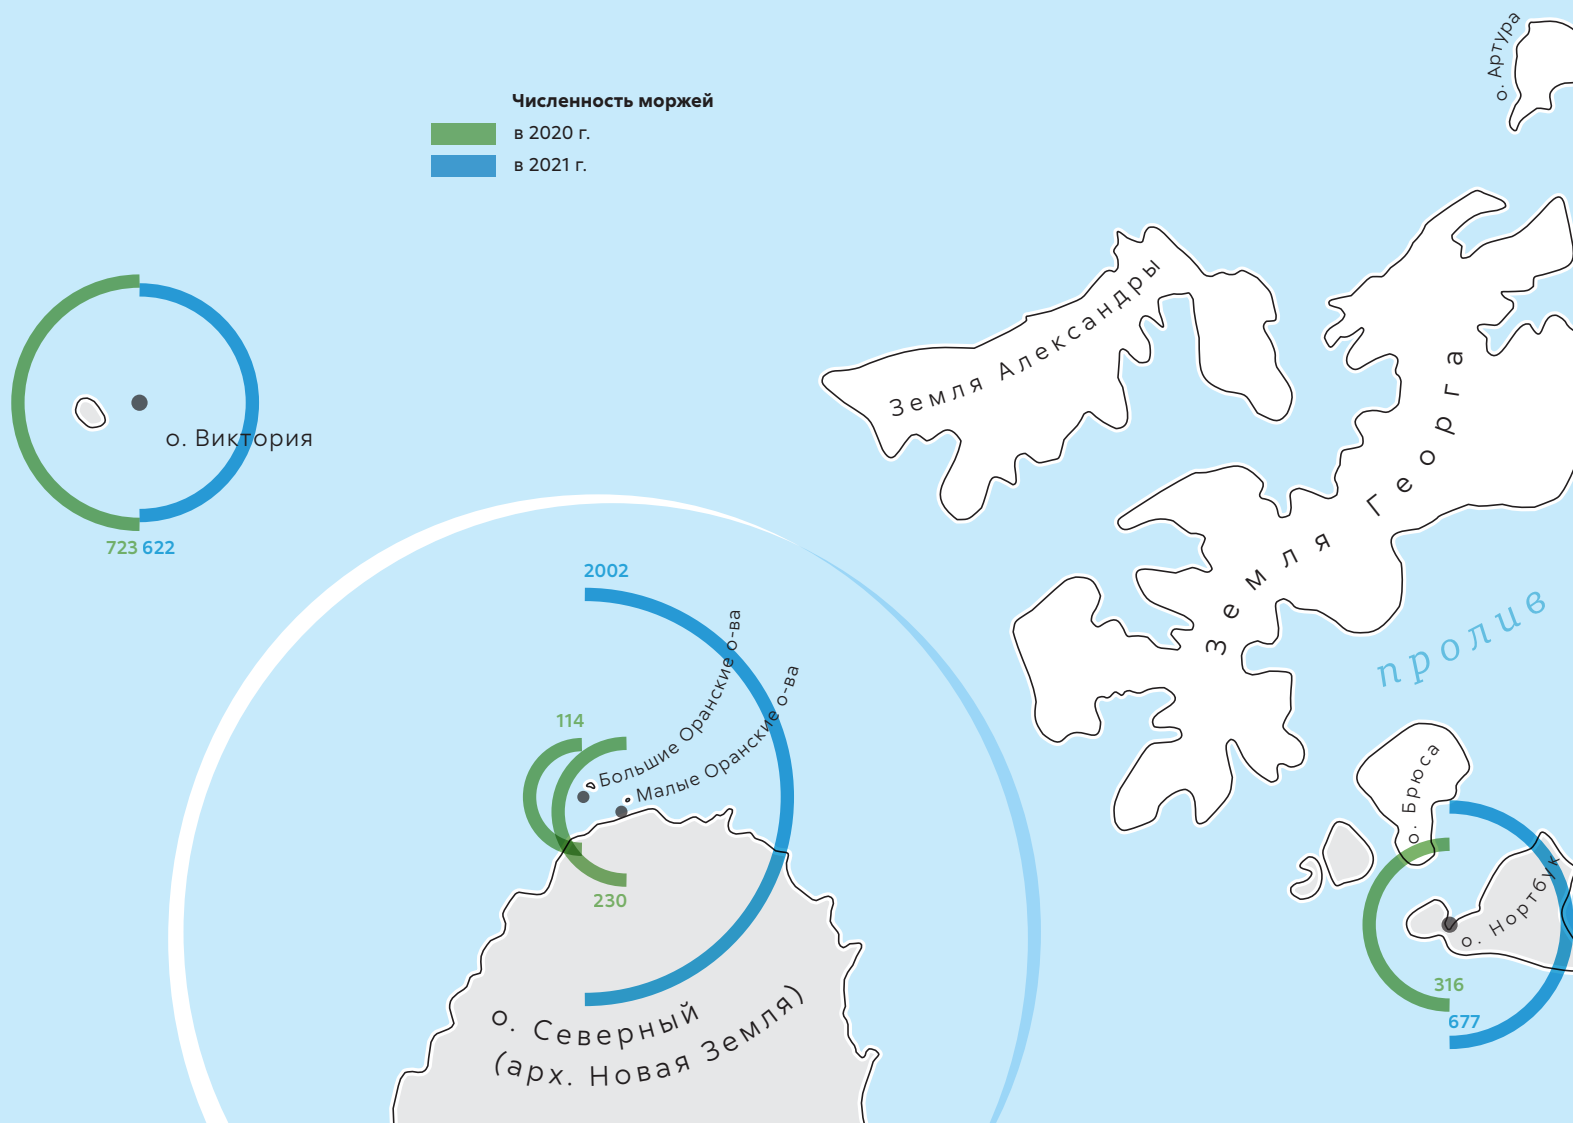 о. Артура
Численность моржей
в 2020 г.
в 2021 г.
Земля Александры
Земля Георга
о. Виктория
723 622
2002
пролив
Большие Оранские о-ва
Малые Оранские о-ва
114
230
о. Брюса
о. Нортбук
316
677
о. Северный
(арх. Новая Земля)